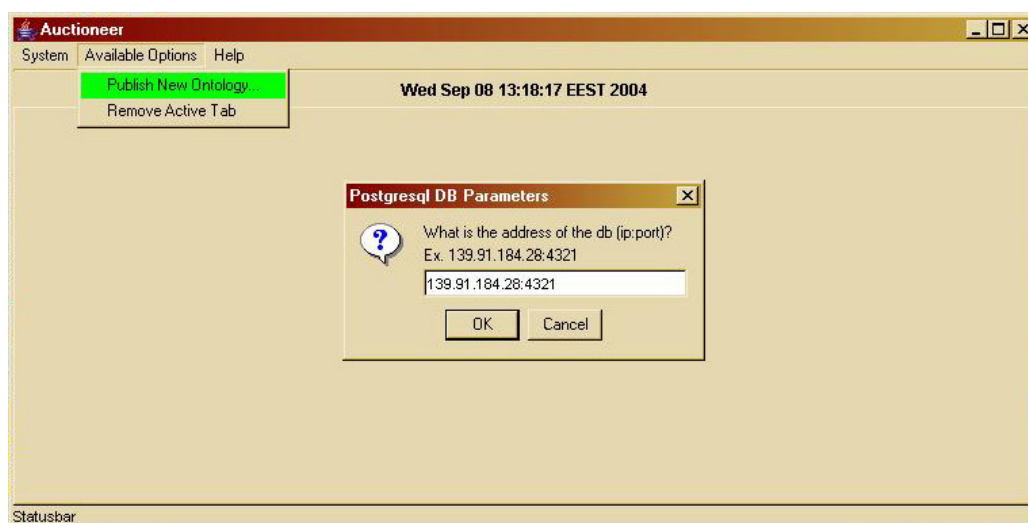 Auctioneer
System Available Options Help
Publish New Ontology...
Remove Active Tab
Wed Sep 08 13:18:17 EEST 2004
Postgresql DB Parameters
?
What is the address of the db (ip:port)?
Ex. 139.91.184.28:4321
139.91.184.28:4321
OK Cancel
Statusbar